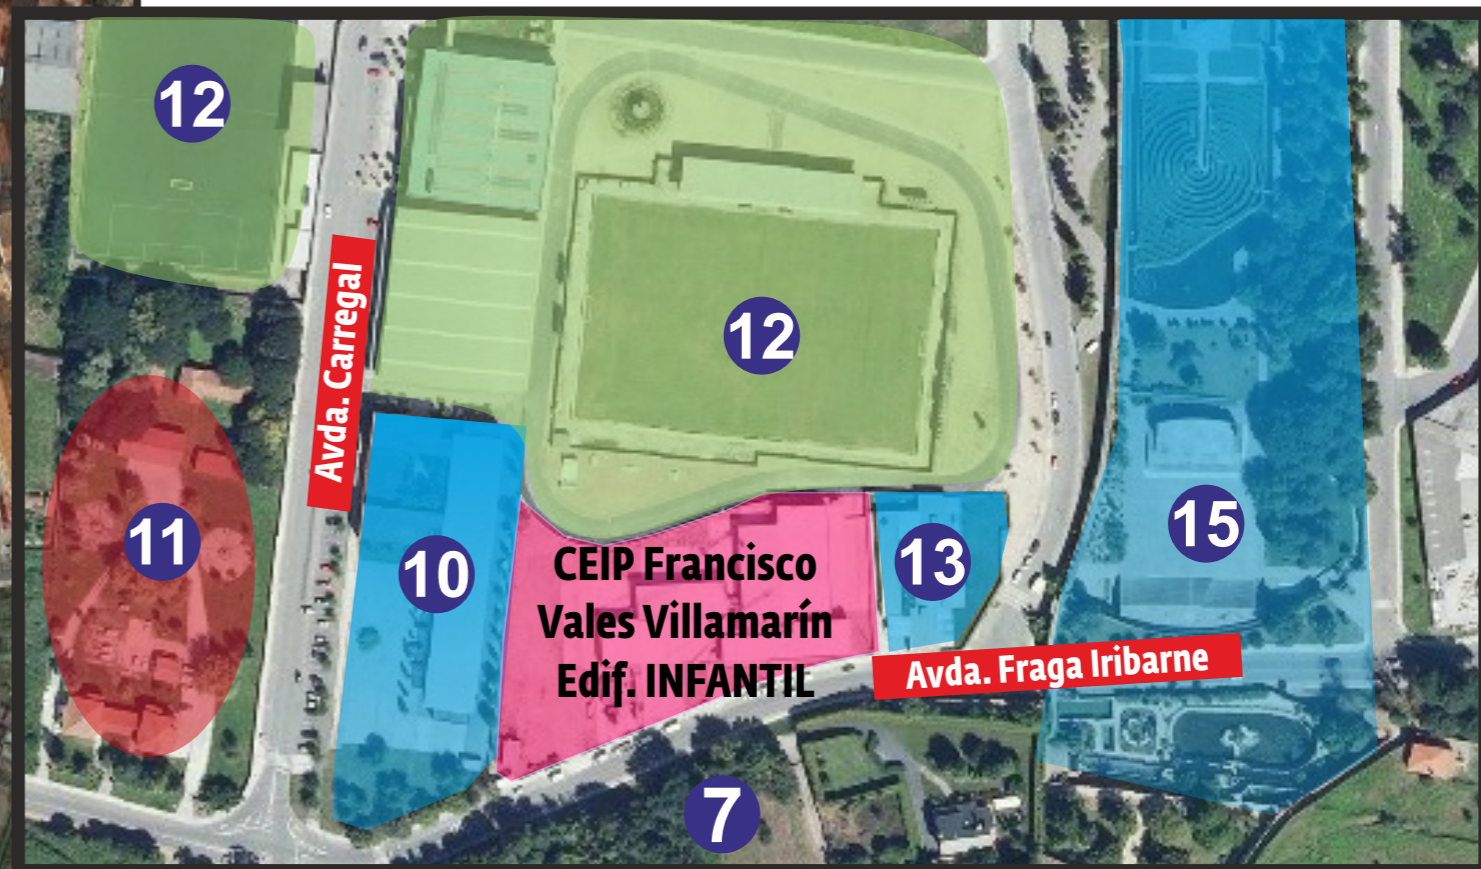 12
12
Avda. Carregal
11
10
CEIP Francisco
Vales Villamarín
Edif. INFANTIL
13
15
Avda. Fraga Iribarne
7